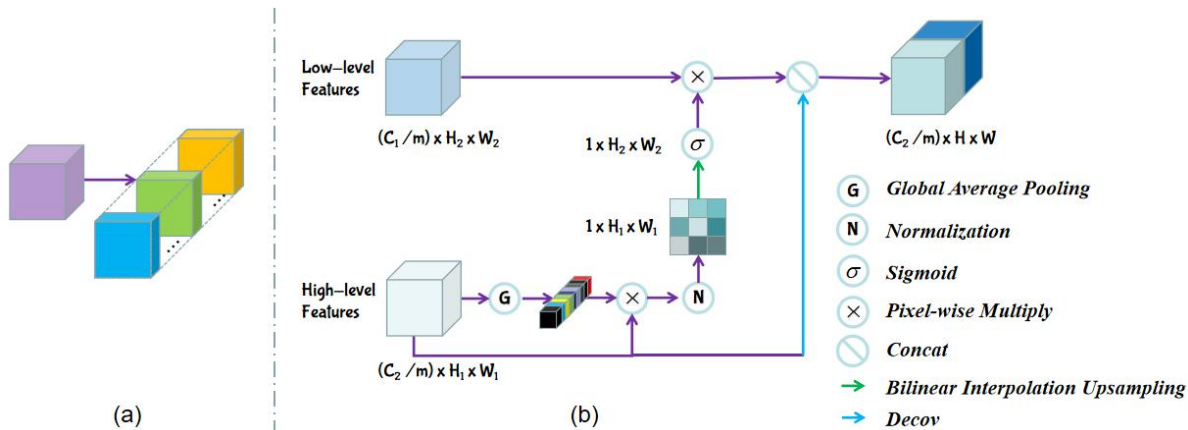 Low-level
Features
(C₁/m) x H₂ x W₂
1 x H₂ x W₂
σ
1 x H₁ x W₁
High-level
Features
G
N
(C₂/m) x H₁ x W₁
(C₂/m) x H x W
G Global Average Pooling
N Normalization
σ Sigmoid
× Pixel-wise Multiply
Concat
Bilinear Interpolation Upsampling
Decov
(a)
(b)